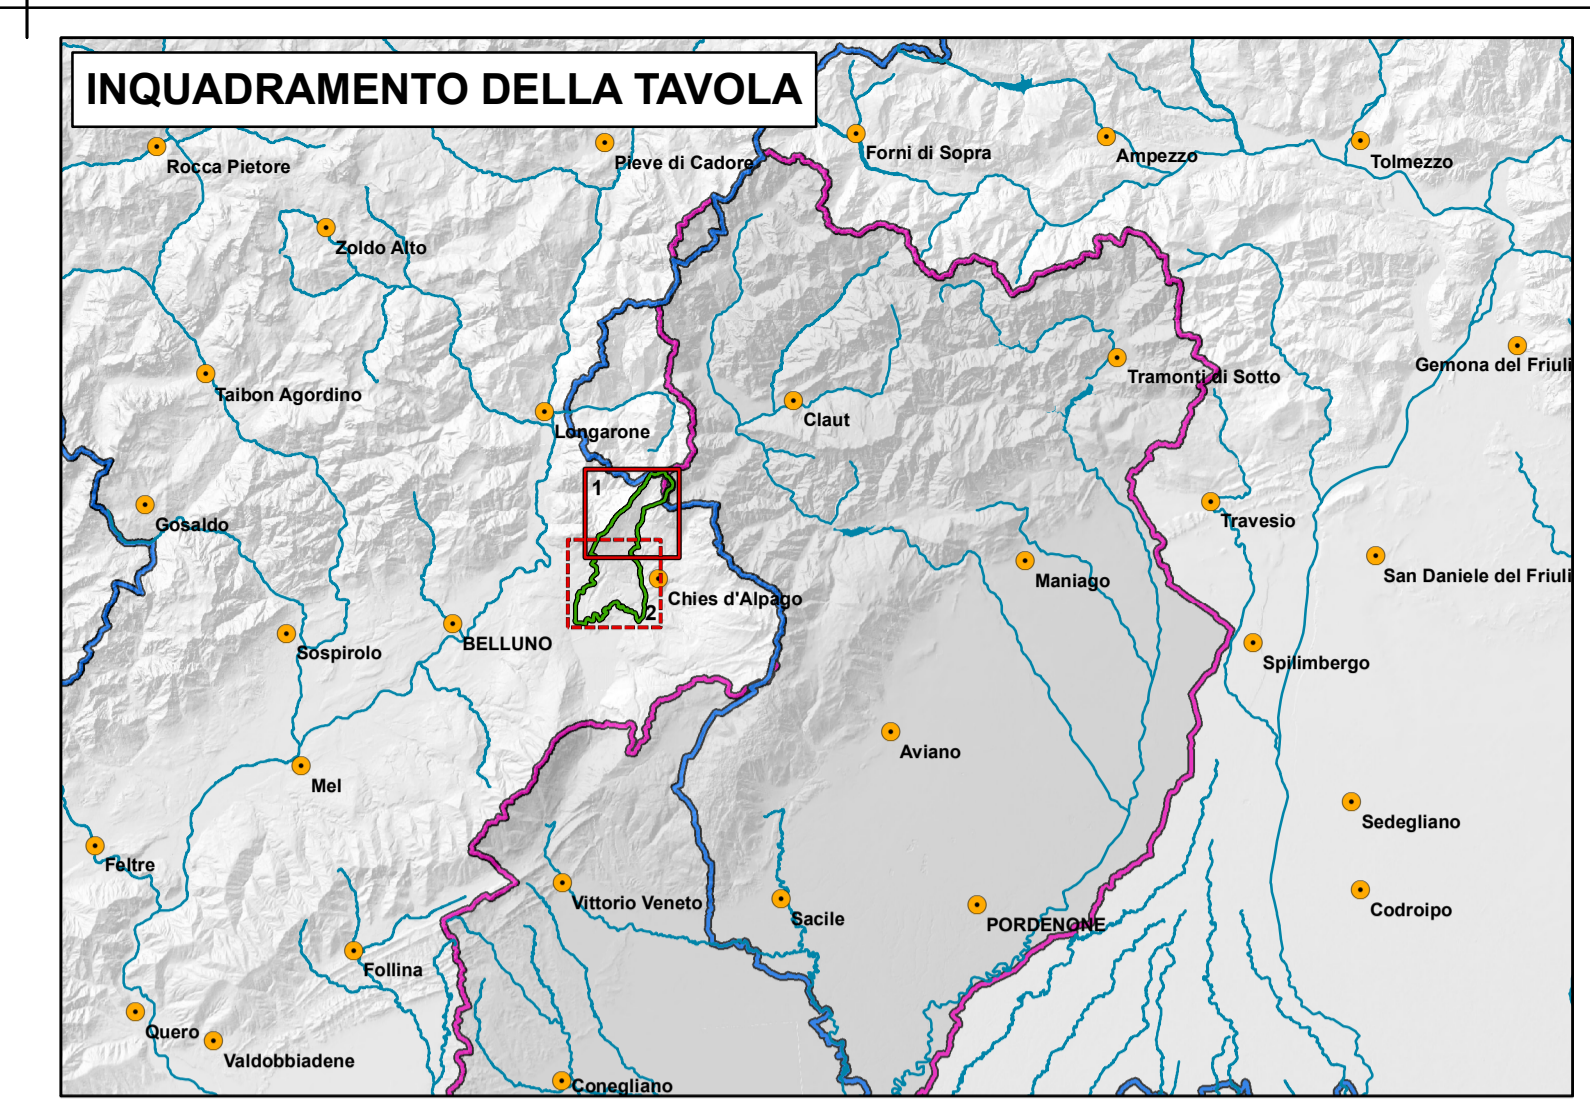 INQUADRAMENTO DELLA TAVOLA
Rocca Pietore
Pieve di Cadore
Forni di Sopra
Ampezzo
Tolmezzo
Zoldo Alto
Gemona del Friuli
Taibon Agordino
Tramonti di Sotto
Claut
Longarone
1
Gosaldo
Travesio
Maniago
San Daniele del Friuli
Chies d'Alpago
2
BELLUNO
Sospirolo
Spilimbergo
Aviano
Mel
Sedegliano
Feltre
Vittorio Veneto
Sacile
PORDENONE
Codroipo
Follina
Quero
Valdobbiadene
Conegliano